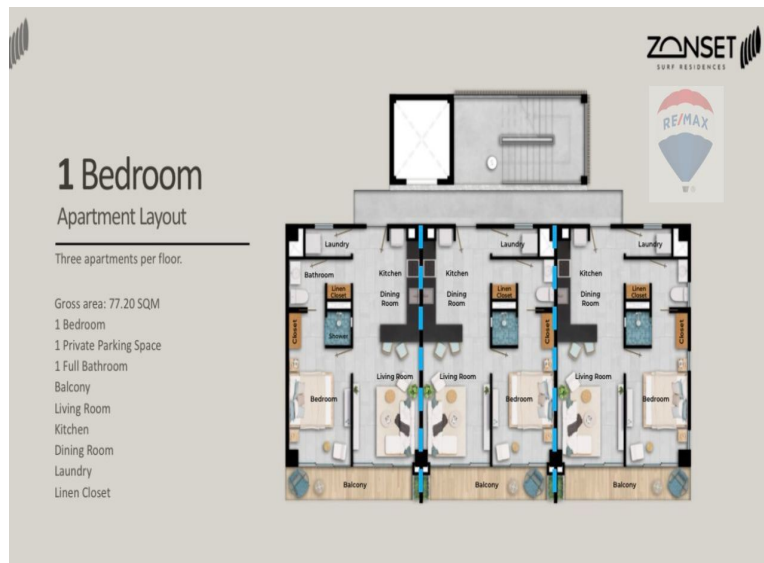 ZONSET
SURF RESIDENCES
RE/MAX
1 Bedroom
Apartment Layout
Three apartments per floor.
Gross area: 77.20 SQM
1 Bedroom
1 Private Parking Space
1 Full Bathroom
Balcony
Living Room
Kitchen
Dining Room
Laundry
Linen Closet
Laundry
Bathroom
Kitchen
Linen
Closet
Dining
Room
Closet
Shower
Living Room
Bedroom
Balcony
Laundry
Kitchen
Linen
Closet
Dining
Room
Closet
Living Room
Bedroom
Balcony
Laundry
Kitchen
Linen
Closet
Dining
Room
Closet
Living Room
Bedroom
Balcony